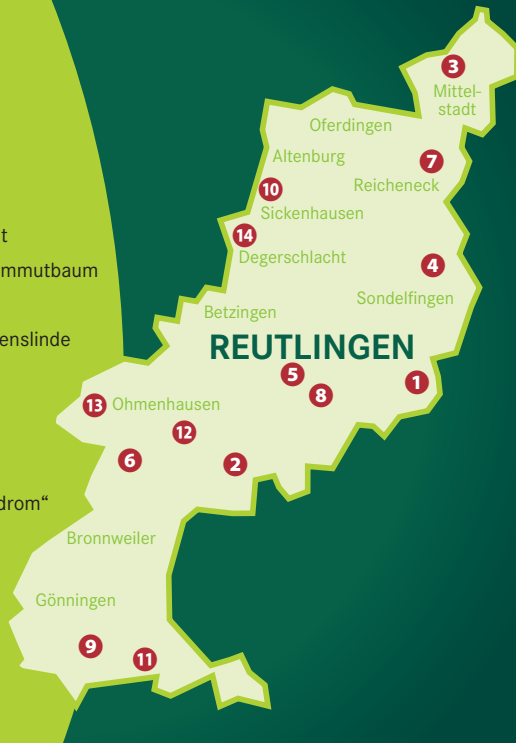 3
Mittel-
stadt
Oferdingen
7
Altenburg
Reicheneck
10
Sickenhausen
14
t
Degerschlacht
4
mmutbaum
Sondelfingen
Betzingen
enslinde
REUTLINGEN
5
1
8
13 Ohmenhausen
12
6
2
drom“
Bronnweiler
Gönningen
9
11